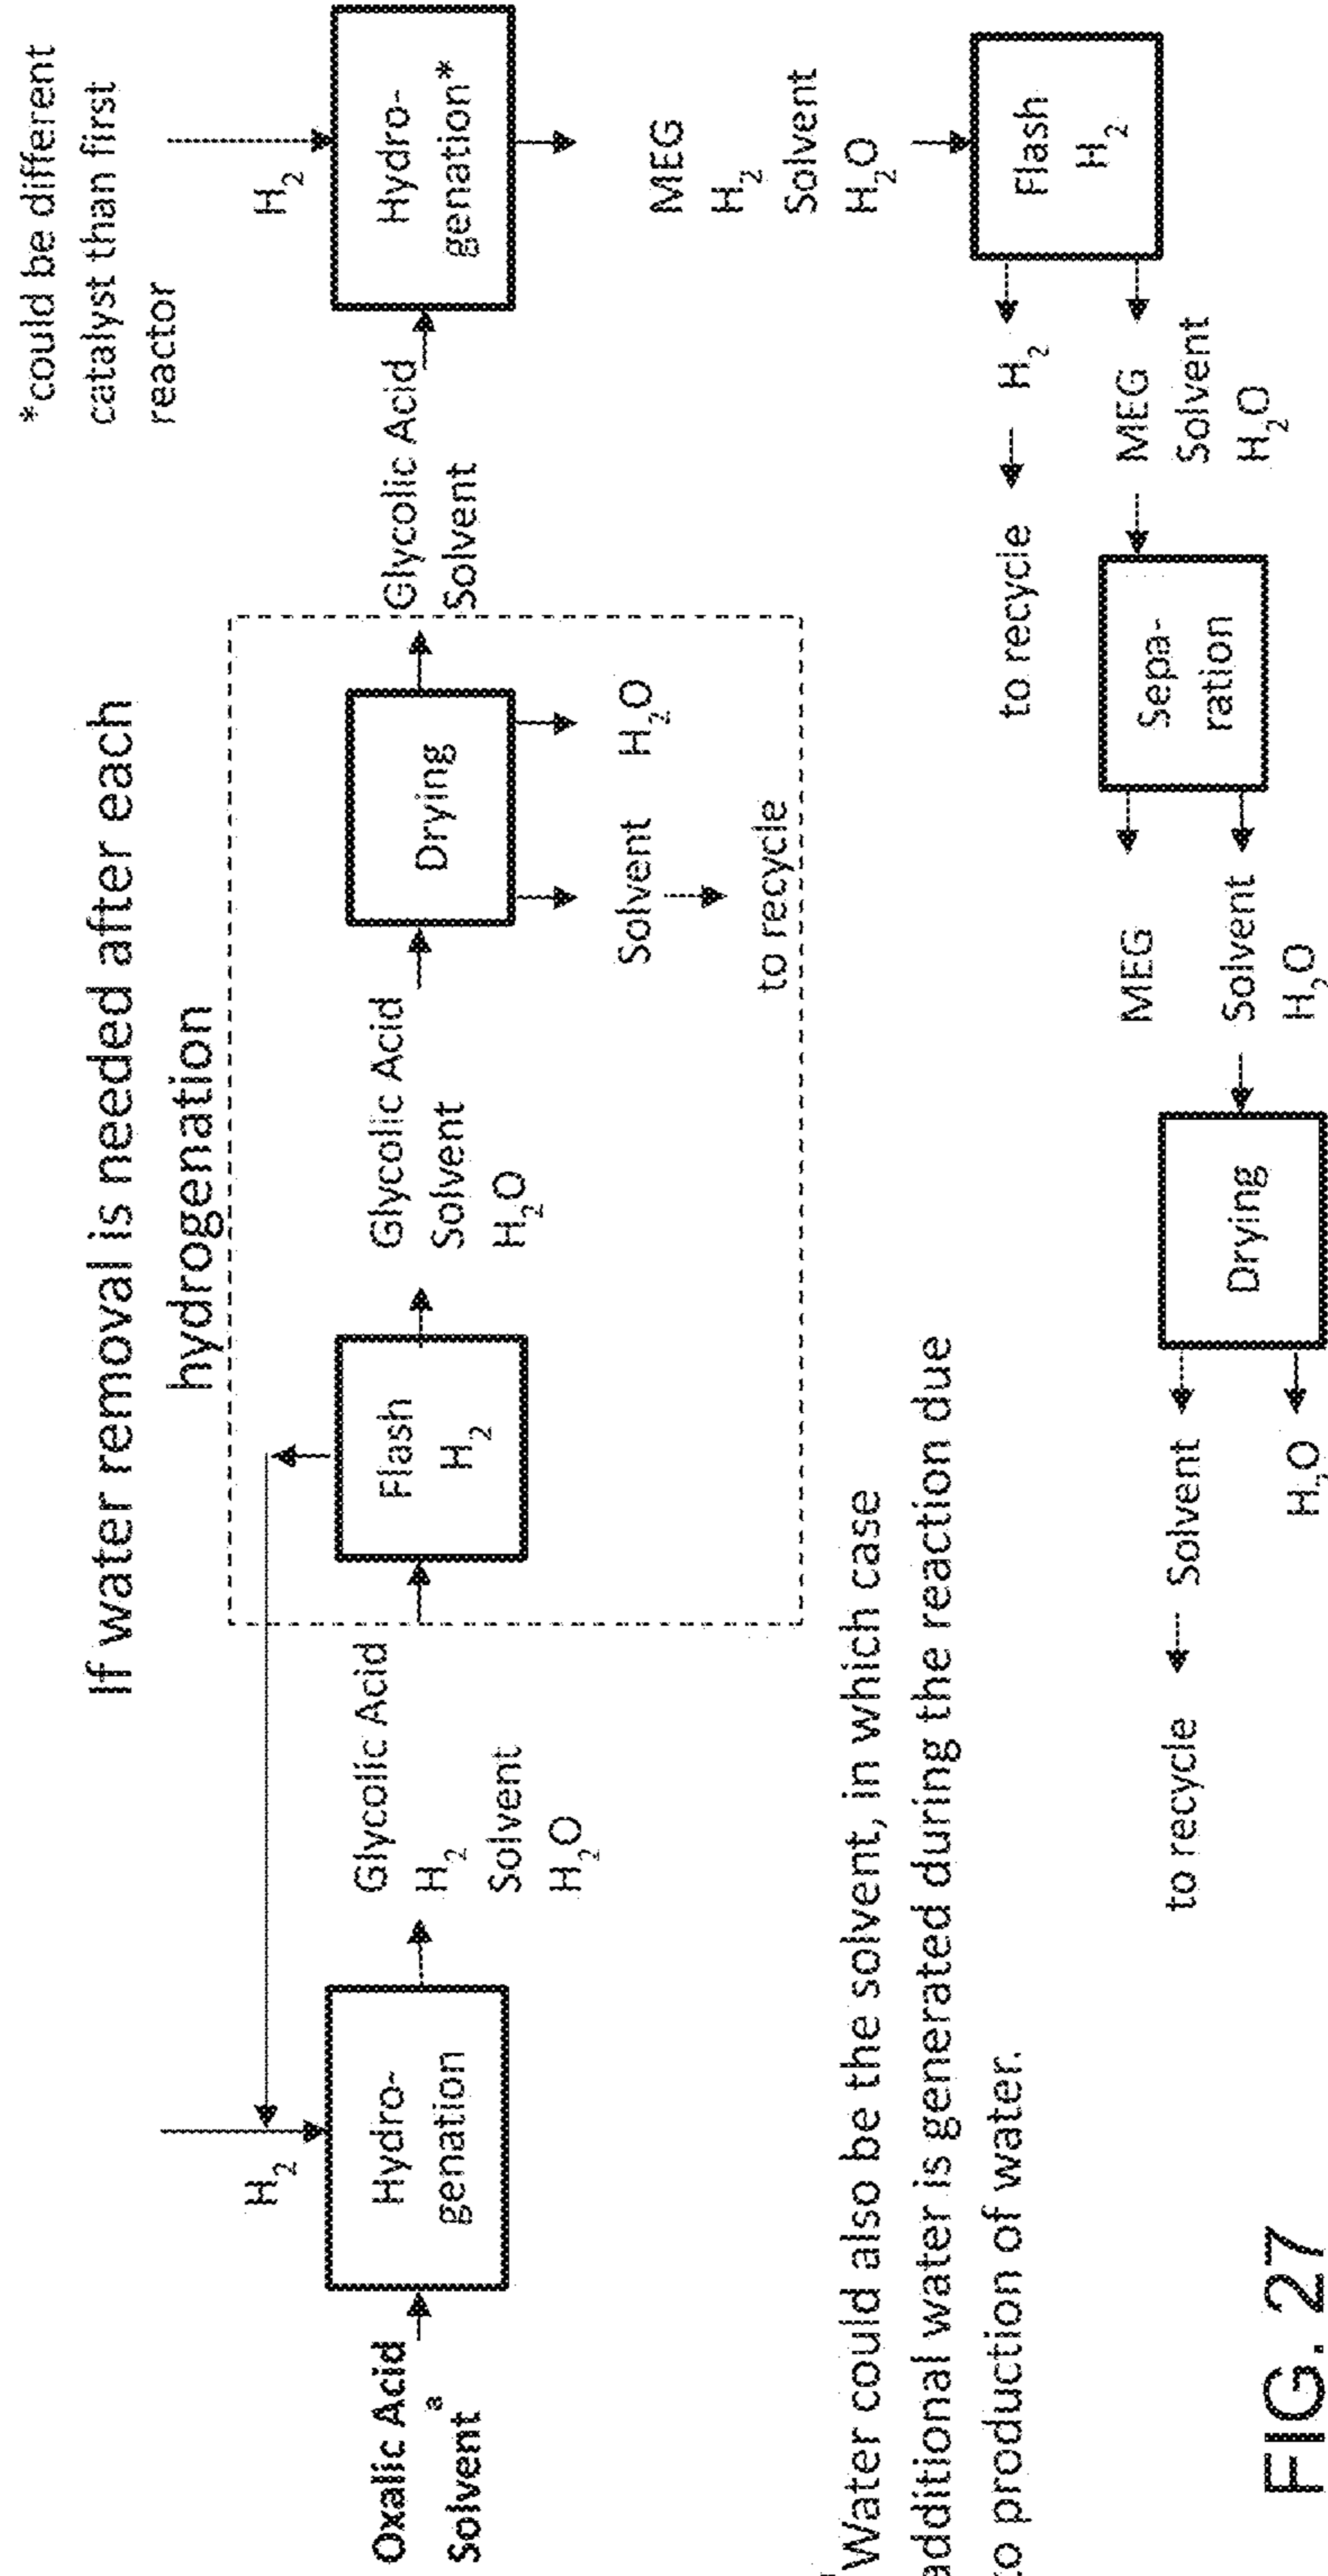 *could be different
catalyst than first
reactor
If water removal is needed after each
hydrogenation
H2
Oxalic Acid
Solvent a
Hydro-
genation
Glycolic Acid
H2
Solvent
H2O
Flash
H2
Glycolic Acid
Solvent
H2O
Drying
Solvent
H2O
to recycle
Glycolic Acid
Solvent
H2
Hydro-
genation*
MEG
H2
Solvent
H2O
Flash
H2
H2
to recycle
MEG
Solvent
H2O
Sepa-
ration
MEG
Solvent
H2O
Drying
Solvent
to recycle
H2O
Water could also be the solvent, in which case
additional water is generated during the reaction due
to production of water.
FIG. 27